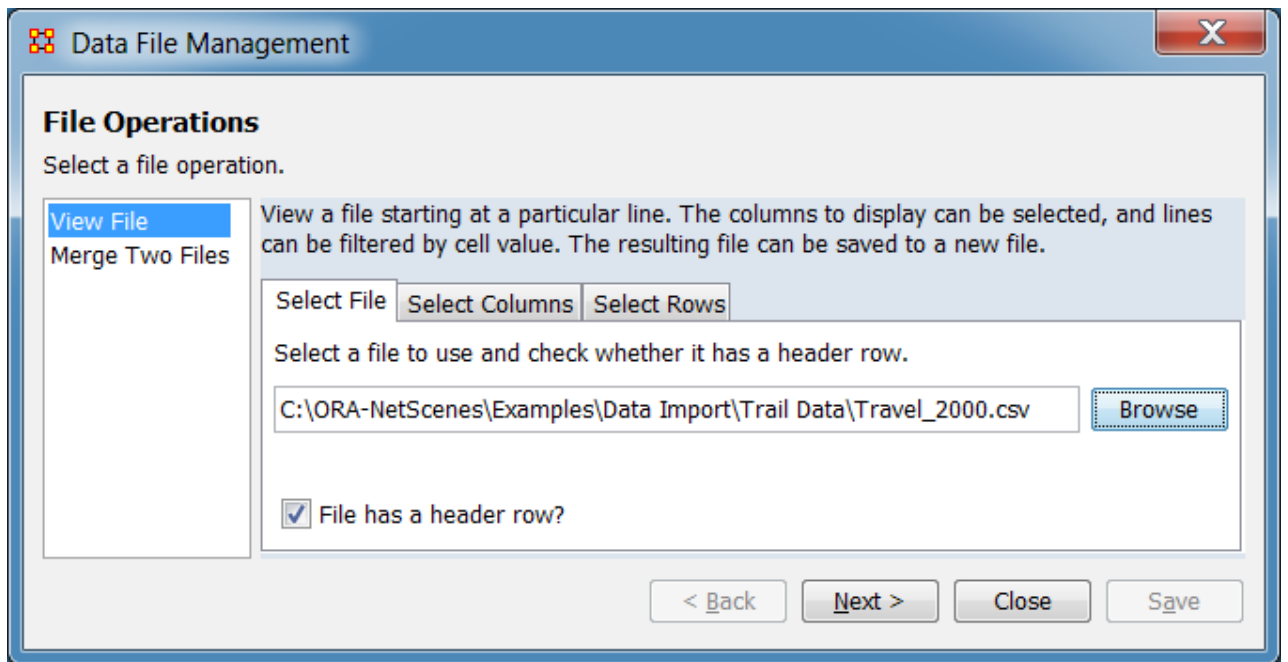 Data File Management
File Operations
Select a file operation.
View File
Merge Two Files
View a file starting at a particular line. The columns to display can be selected, and lines
can be filtered by cell value. The resulting file can be saved to a new file.
Select File Select Columns Select Rows
Select a file to use and check whether it has a header row.
C:\ORA-NetScenes\Examples\Data Import\Trail Data\Travel_2000.csv Browse
File has a header row?
< Back Next > Close Save